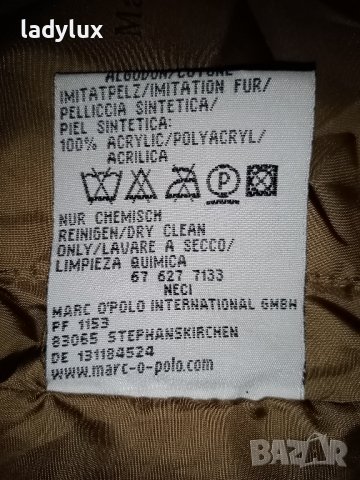 ladylux
Ma
ALGODON/COTONE
IMITATPELZ/IMITATION FUR/
PELLICCIA SINTETICA/
PIEL SINTETICA:
100% ACRYLIC/POLYACRYL/
ACRILICA
P
NUR CHEMISCH
REINIGEN/DRY CLEAN
ONLY/LAVARE A SECCO/
LIMPIEZA QUIMICA
67 627 7133
NECI
MARC O'POLO INTERNATIONAL GMBH
PF 1153
83065 STEPHANSKIRCHEN
DE 131184524
www.marc-o-polo.com
BAZAR